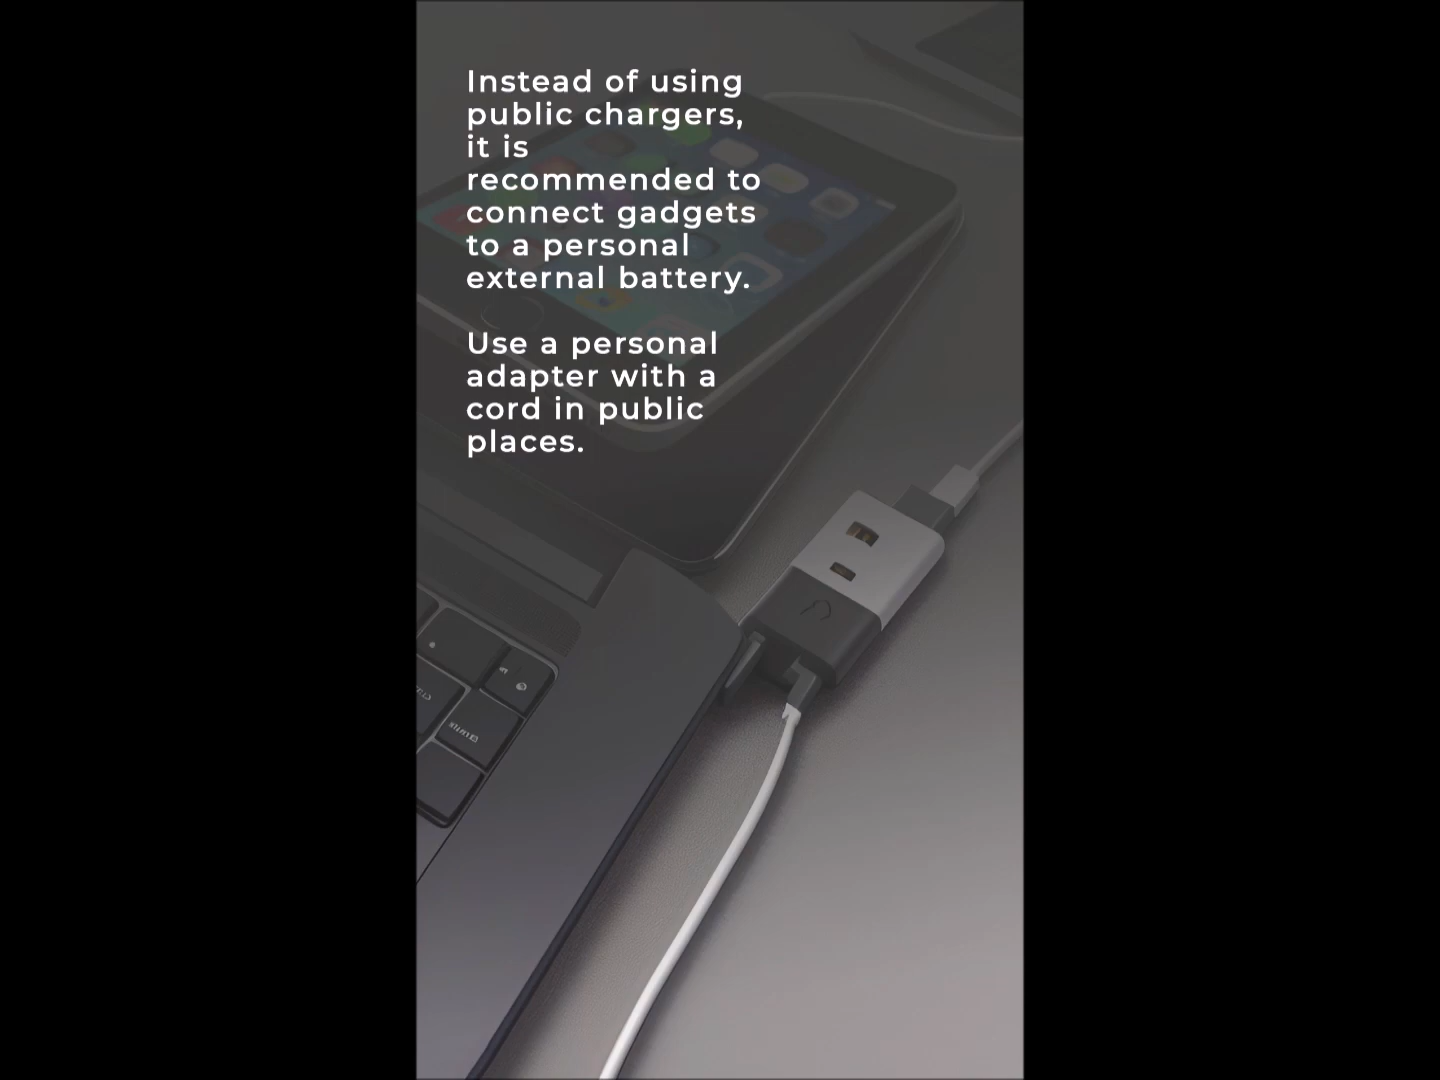 Instead of using
public chargers,
it is
recommended to
connect gadgets
to a personal
external battery.
Use a personal
adapter with a
cord in public
places.